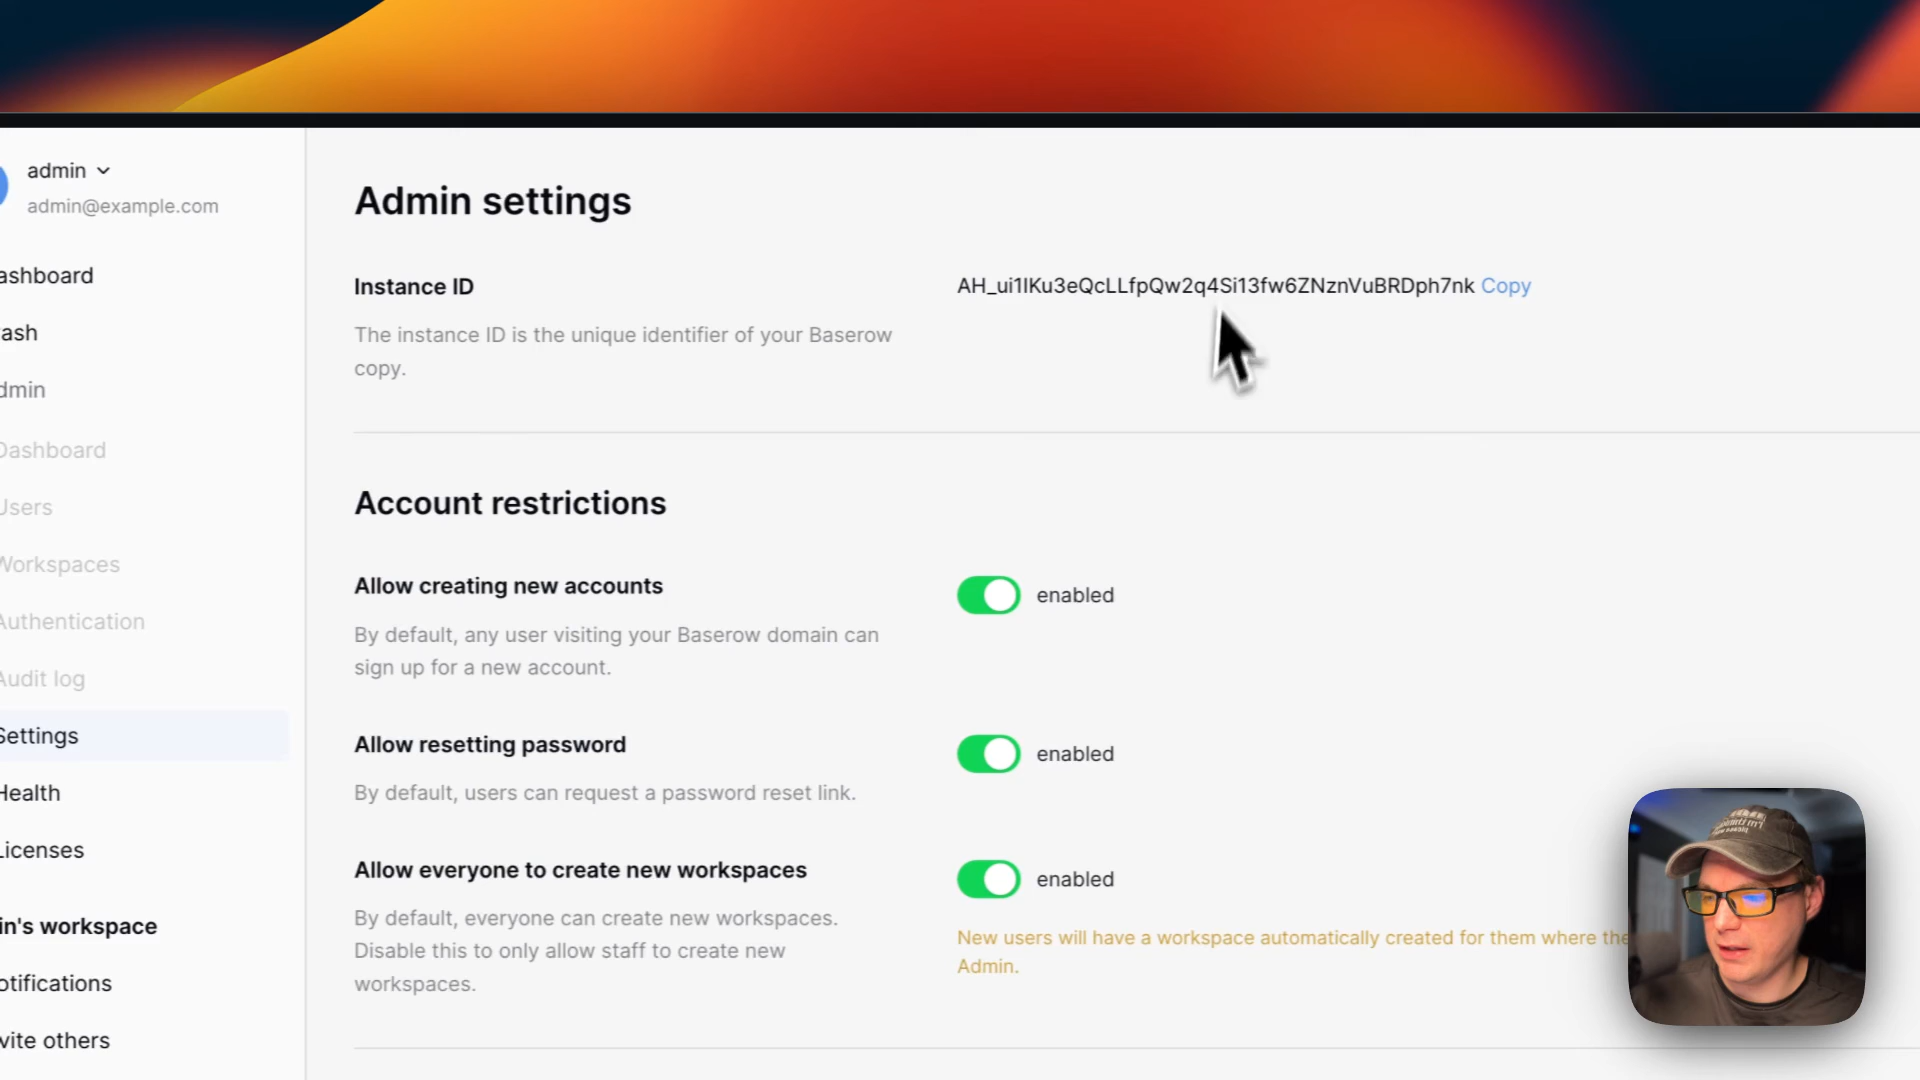 admin
admin@example.com
ashboard
ash
dmin
Dashboard
Users
Workspaces
Authentication
Audit log
Settings
Health
Licenses
in's workspace
otifications
vite others
Admin settings
Instance ID
AH_ui1IKu3eQcLLfpQw2q4Si13fw6ZNznVuBRDph7nk Copy
The instance ID is the unique identifier of your Baserow
copy.
Account restrictions
Allow creating new accounts
enabled
By default, any user visiting your Baserow domain can
sign up for a new account.
Allow resetting password
enabled
By default, users can request a password reset link.
Allow everyone to create new workspaces
enabled
By default, everyone can create new workspaces.
Disable this to only allow staff to create new
workspaces.
New users will have a workspace automatically created for them where the
Admin.